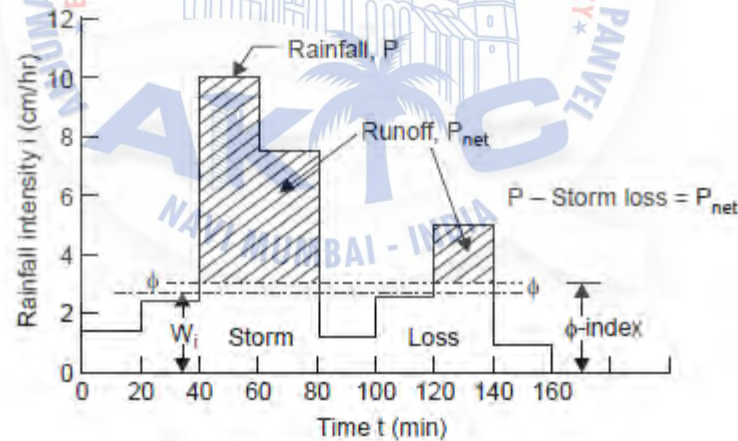 12
10
8
6
4
2
0
Rainfall intensity i (cm/hr)
Rainfall, P
Runoff, Pnet
P – Storm loss = Pnet
ϕ
ϕ
Wi
Storm
Loss
ϕ-index
0 20 40 60 80 100 120 140 160
Time t (min)
AKTC
NAVI MUMBAI - INDIA
PANVEL